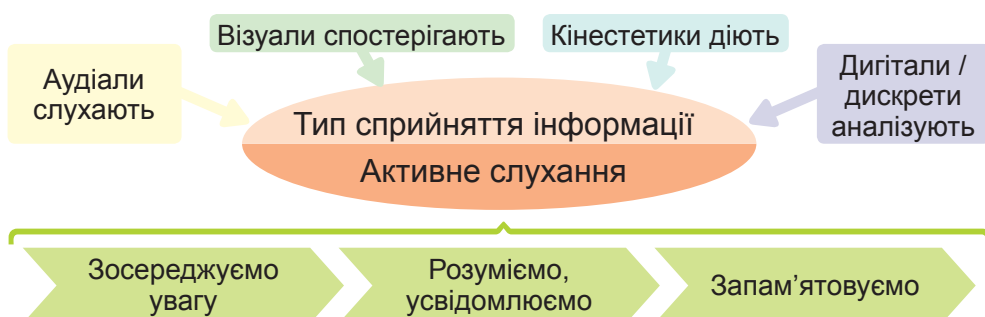 Аудіали
слухають
Візуали спостерігають
Кінестетики діють
Дигітали /
дискрети
аналізують
Тип сприйняття інформації
Активне слухання
Зосереджуємо
увагу
Розуміємо,
усвідомлюємо
Запам’ятовуємо